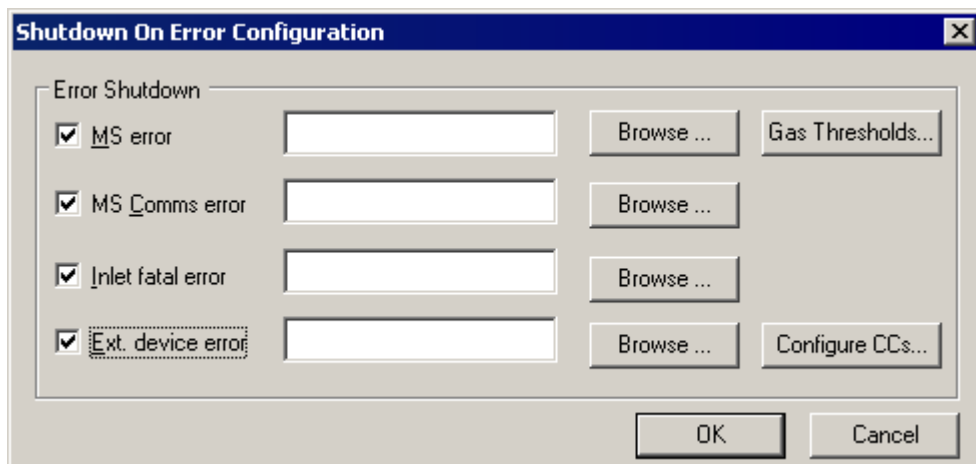 Shutdown On Error Configuration
Error Shutdown
MS error Browse ... Gas Thresholds...
MS Comms error Browse ...
Inlet fatal error Browse ...
Ext. device error Browse ... Configure CCs...
OK Cancel